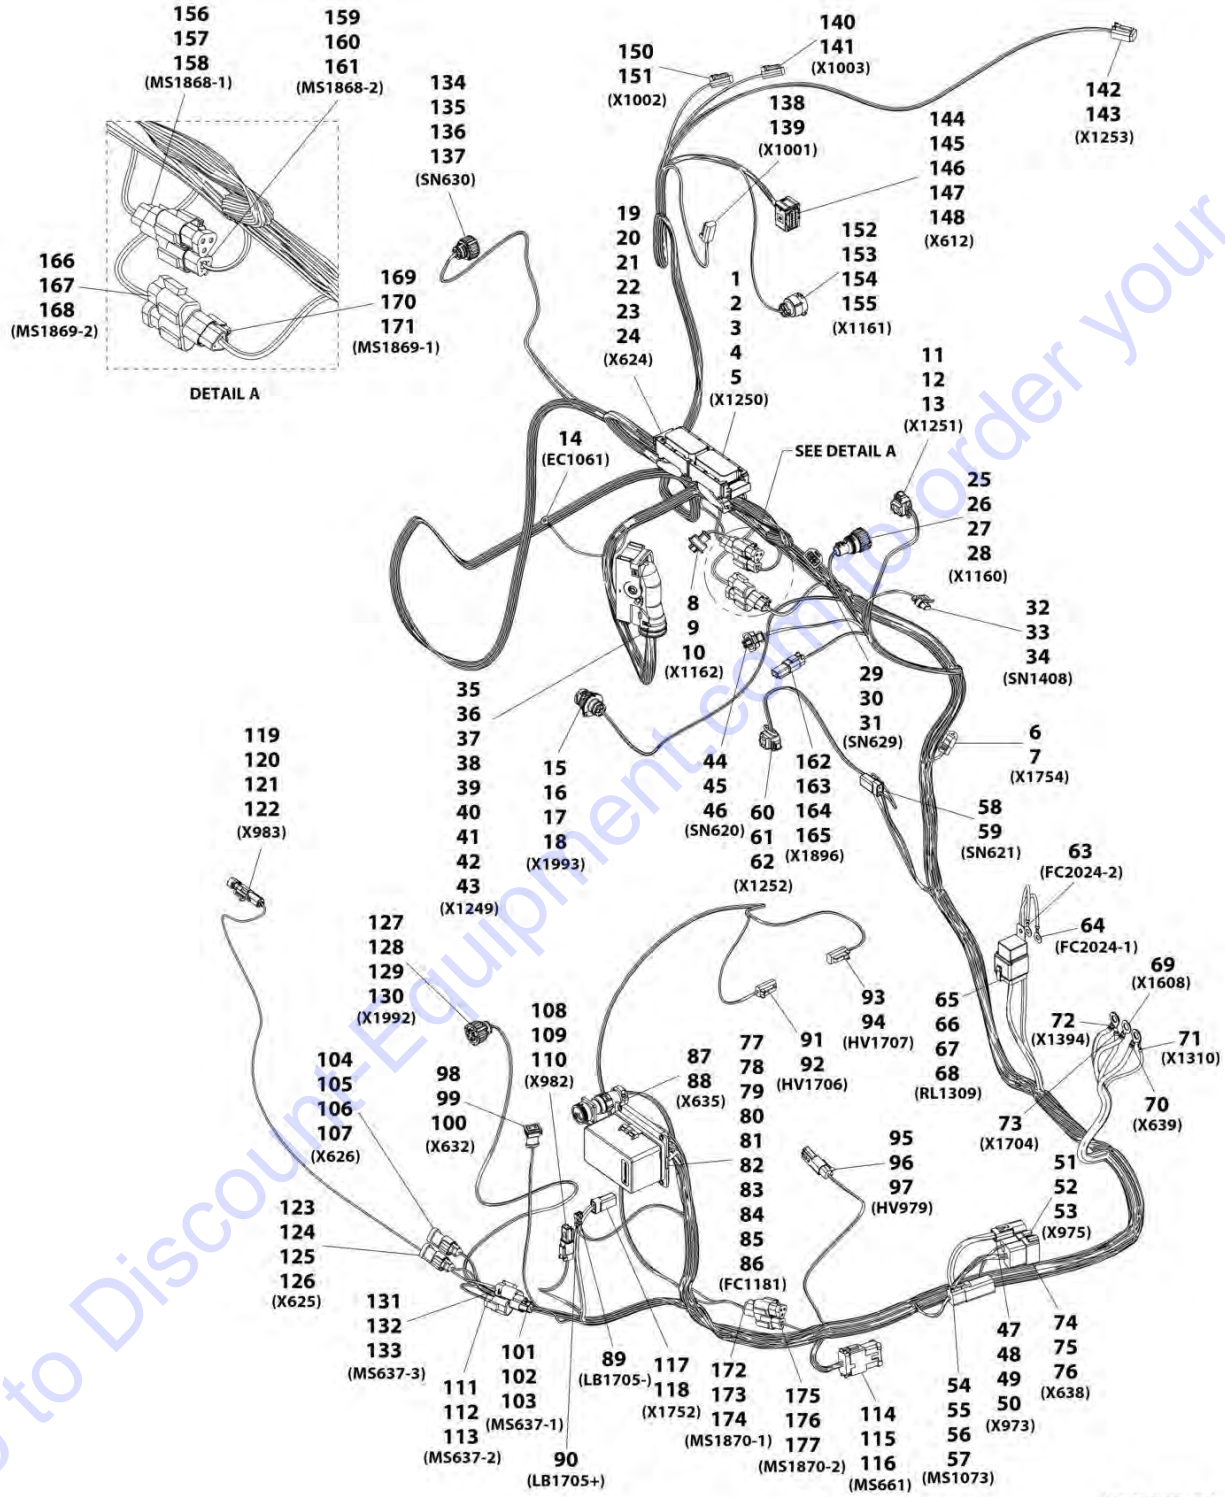 156
157
158
(MS1868-1)
159
160
161
(MS1868-2)
134
135
136
137
(SN630)
150
151
(X1002)
140
141
(X1003)
138
139
(X1001)
142
143
(X1253)
144
145
146
147
148
(X612)
166
167
168
(MS1869-2)
169
170
171
(MS1869-1)
DETAIL A
19
20
21
22
23
24
(X624)
1
2
3
4
5
(X1250)
152
153
154
155
(X1161)
11
12
13
(X1251)
14
(EC1061)
SEE DETAIL A
25
26
27
28
(X1160)
8
9
10
(X1162)
32
33
34
(SN1408)
29
30
31
(SN629)
35
36
37
38
39
40
41
42
43
(X1249)
15
16
17
18
(X1993)
44
45
46
(SN620)
60
61
62
(X1252)
162
163
164
165
(X1896)
6
7
(X1754)
58
59
(SN621)
119
120
121
122
(X983)
63
(FC2024-2)
64
(FC2024-1)
127
128
129
130
(X1992)
65
66
67
68
(RL1309)
69
(X1608)
72
(X1394)
71
(X1310)
70
(X639)
73
(X1704)
93
94
(HV1707)
91
92
(HV1706)
108
109
110
(X982)
87
88
(X635)
77
78
79
80
81
82
83
84
85
86
(FC1181)
104
105
106
107
(X626)
98
99
100
(X632)
95
96
97
(HV979)
51
52
53
(X975)
123
124
125
126
(X625)
131
132
133
(MS637-3)
111
112
113
(MS637-2)
101
102
103
(MS637-1)
89
(LB1705-)
90
(LB1705+)
117
118
(X1752)
172
173
174
(MS1870-1)
175
176
177
(MS1870-2)
114
115
116
(MS661)
54
55
56
57
(MS1073)
47
48
49
50
(X973)
74
75
76
(X638)
to Discount-Equipment.com to order your